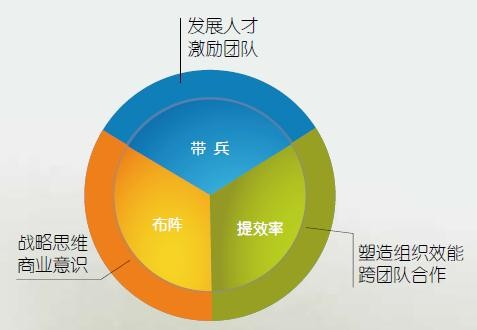 发展人才
激励团队
带 兵
布阵
提效率
战略思维
商业意识
塑造组织效能
跨团队合作